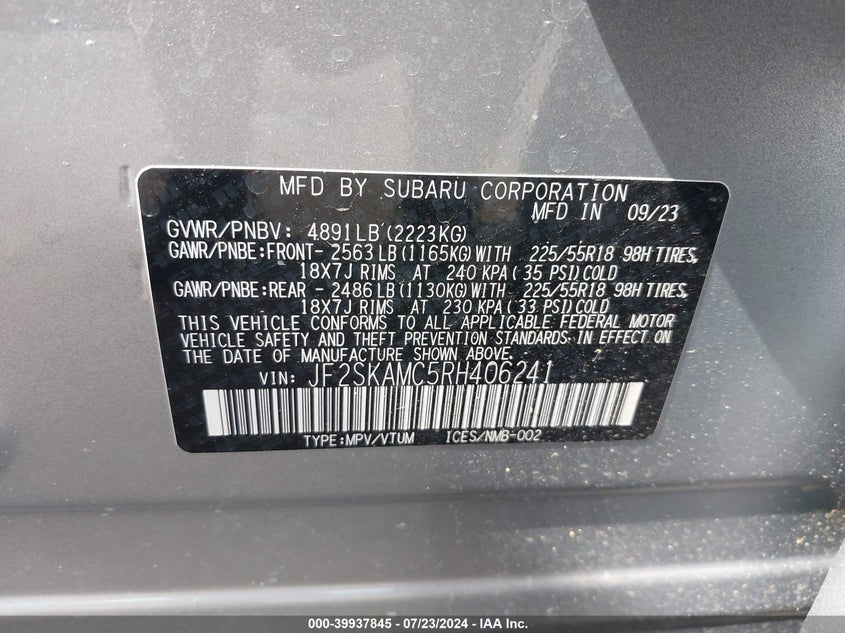 MFD BY SUBARU CORPORATION
MFD IN 09/23
GVWR/PNBV: 4891LB (2223KG)
GAWR/PNBE:FRONT- 2563LB(1165KG)WITH 225/55R18 98H TIRES,
18X7J RIMS AT 240 KPA(35 PSI)COLD
GAWR/PNBE:REAR - 2486LB(1130KG)WITH 225/55R18 98H TIRES,
18X7J RIMS AT 230 KPA(33 PSI)COLD
THIS VEHICLE CONFORMS TO ALL APPLICABLE FEDERAL MOTOR
VEHICLE SAFETY AND THEFT PREVENTION STANDARDS IN EFFECT ON
THE DATE OF MANUFACTURE SHOWN ABOVE.
VIN: JF2SKAMC5RH406241
TYPE:MPV/VTUM ICES/NMB-002
000-39937845 - 07/23/2024 - IAA Inc.